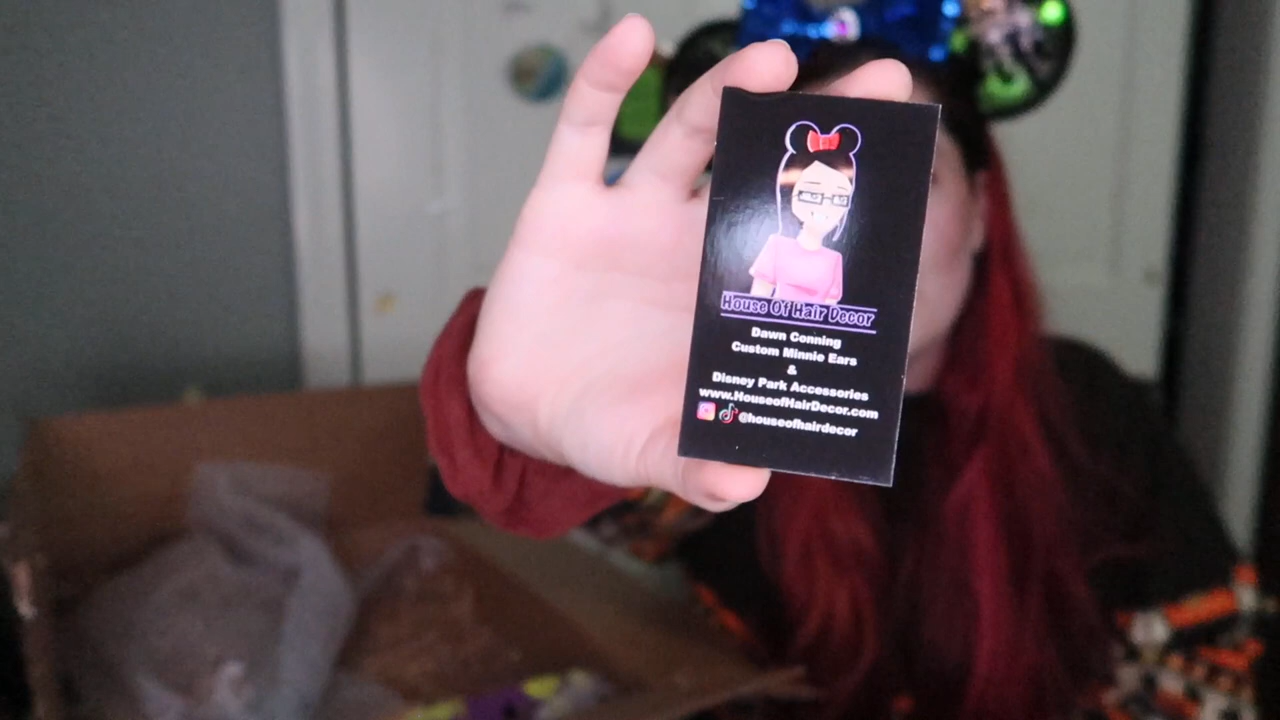 House Of Hair Decor
Dawn Conning
Custom Minnie Ears
&
Disney Park Accessories
www.HouseofHairDecor.com
@houseofhairdecor